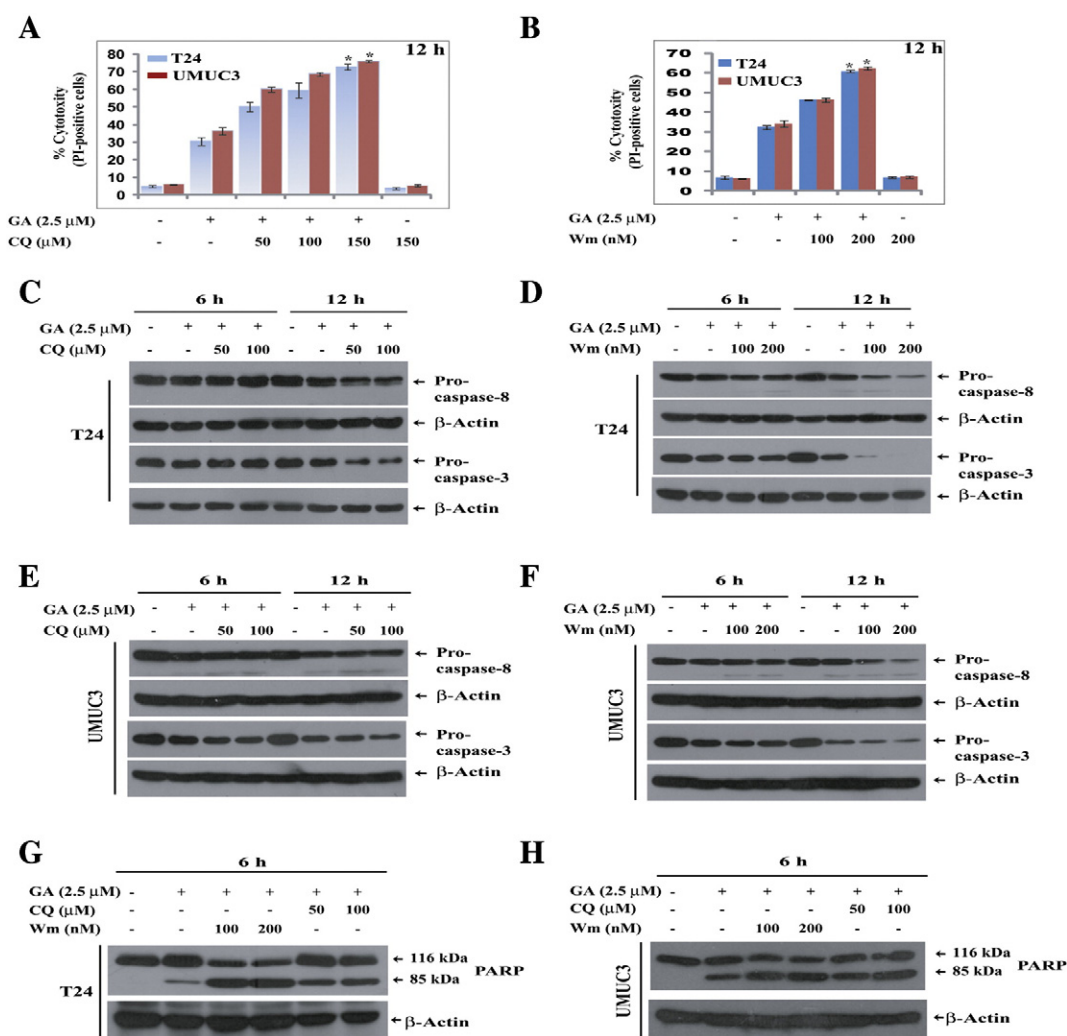 A
12 h
T24
UMUC3
% Cytotoxity
(PI-positive cells)
80
70
60
50
40
30
20
10
0
* *
GA (2.5 µM) - + + + + -
CQ (µM) - - 50 100 150 150
B
12 h
T24
UMUC3
% Cytotoxity
(PI-positive cells)
70
60
50
40
30
20
10
0
* *
GA (2.5 µM) - + + + -
Wm (nM) - - 100 200 200
C
6 h 12 h
GA (2.5 µM) - + + + - + + +
CQ (µM) - - 50 100 - - 50 100
T24
← Pro-
caspase-8
← β-Actin
← Pro-
caspase-3
← β-Actin
D
6 h 12 h
GA (2.5 µM) - + + + - + + +
Wm (nM) - - 100 200 - - 100 200
T24
← Pro-
caspase-8
← β-Actin
← Pro-
caspase-3
← β-Actin
E
6 h 12 h
GA (2.5 µM) - + + + - + + +
CQ (µM) - - 50 100 - - 50 100
UMUC3
← Pro-
caspase-8
← β-Actin
← Pro-
caspase-3
← β-Actin
F
6 h 12 h
GA (2.5 µM) - + + + - + + +
Wm (nM) - - 100 200 - - 100 200
UMUC3
← Pro-
caspase-8
← β-Actin
← Pro-
caspase-3
← β-Actin
G
6 h
GA (2.5 µM) - + + + + +
CQ (µM) - - - - 50 100
Wm (nM) - - 100 200 - -
T24
← 116 kDa
PARP
← 85 kDa
← β-Actin
H
6 h
GA (2.5 µM) - + + + + +
CQ (µM) - - - - 50 100
Wm (nM) - - 100 200 - -
UMUC3
← 116 kDa
PARP
← 85 kDa
← β-Actin